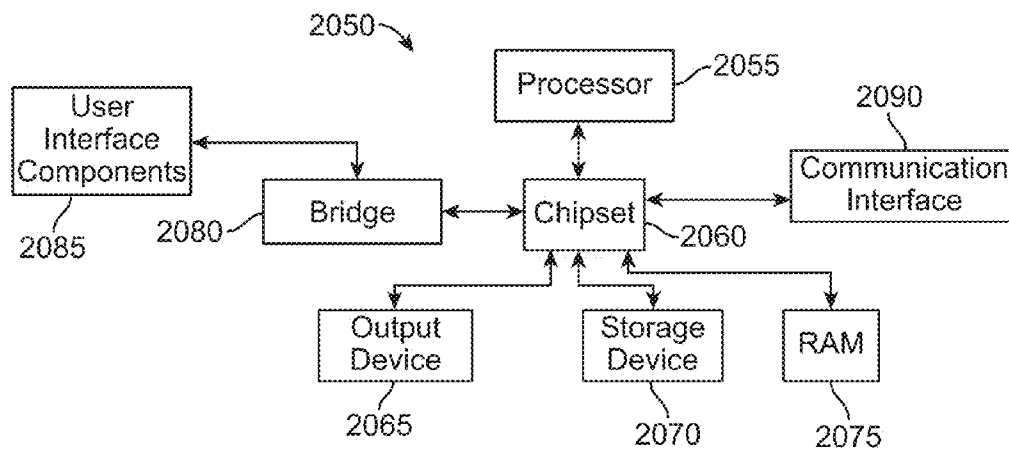 2050
Processor
2055
User
Interface
Components
2085
2090
Communication
Interface
Bridge
2080
Chipset
2060
Output
Device
2065
Storage
Device
2070
RAM
2075